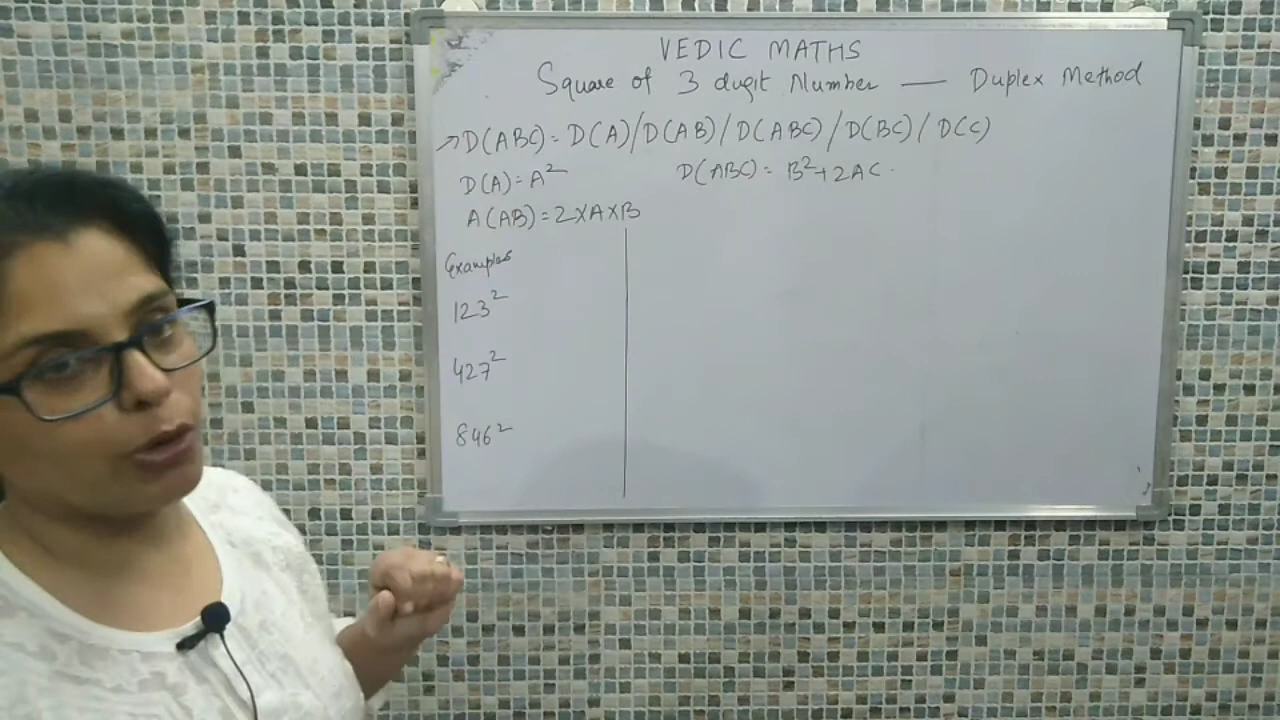 VEDIC MATHS
Square of 3 digit Number — Duplex Method
→D(ABC)= D(A)/D(AB)/D(ABC)/D(BC)/D(C)
D(A)=A² D(ABC)= B²+2AC.
A(AB)=2×A×B
Examples
123²
427²
846²